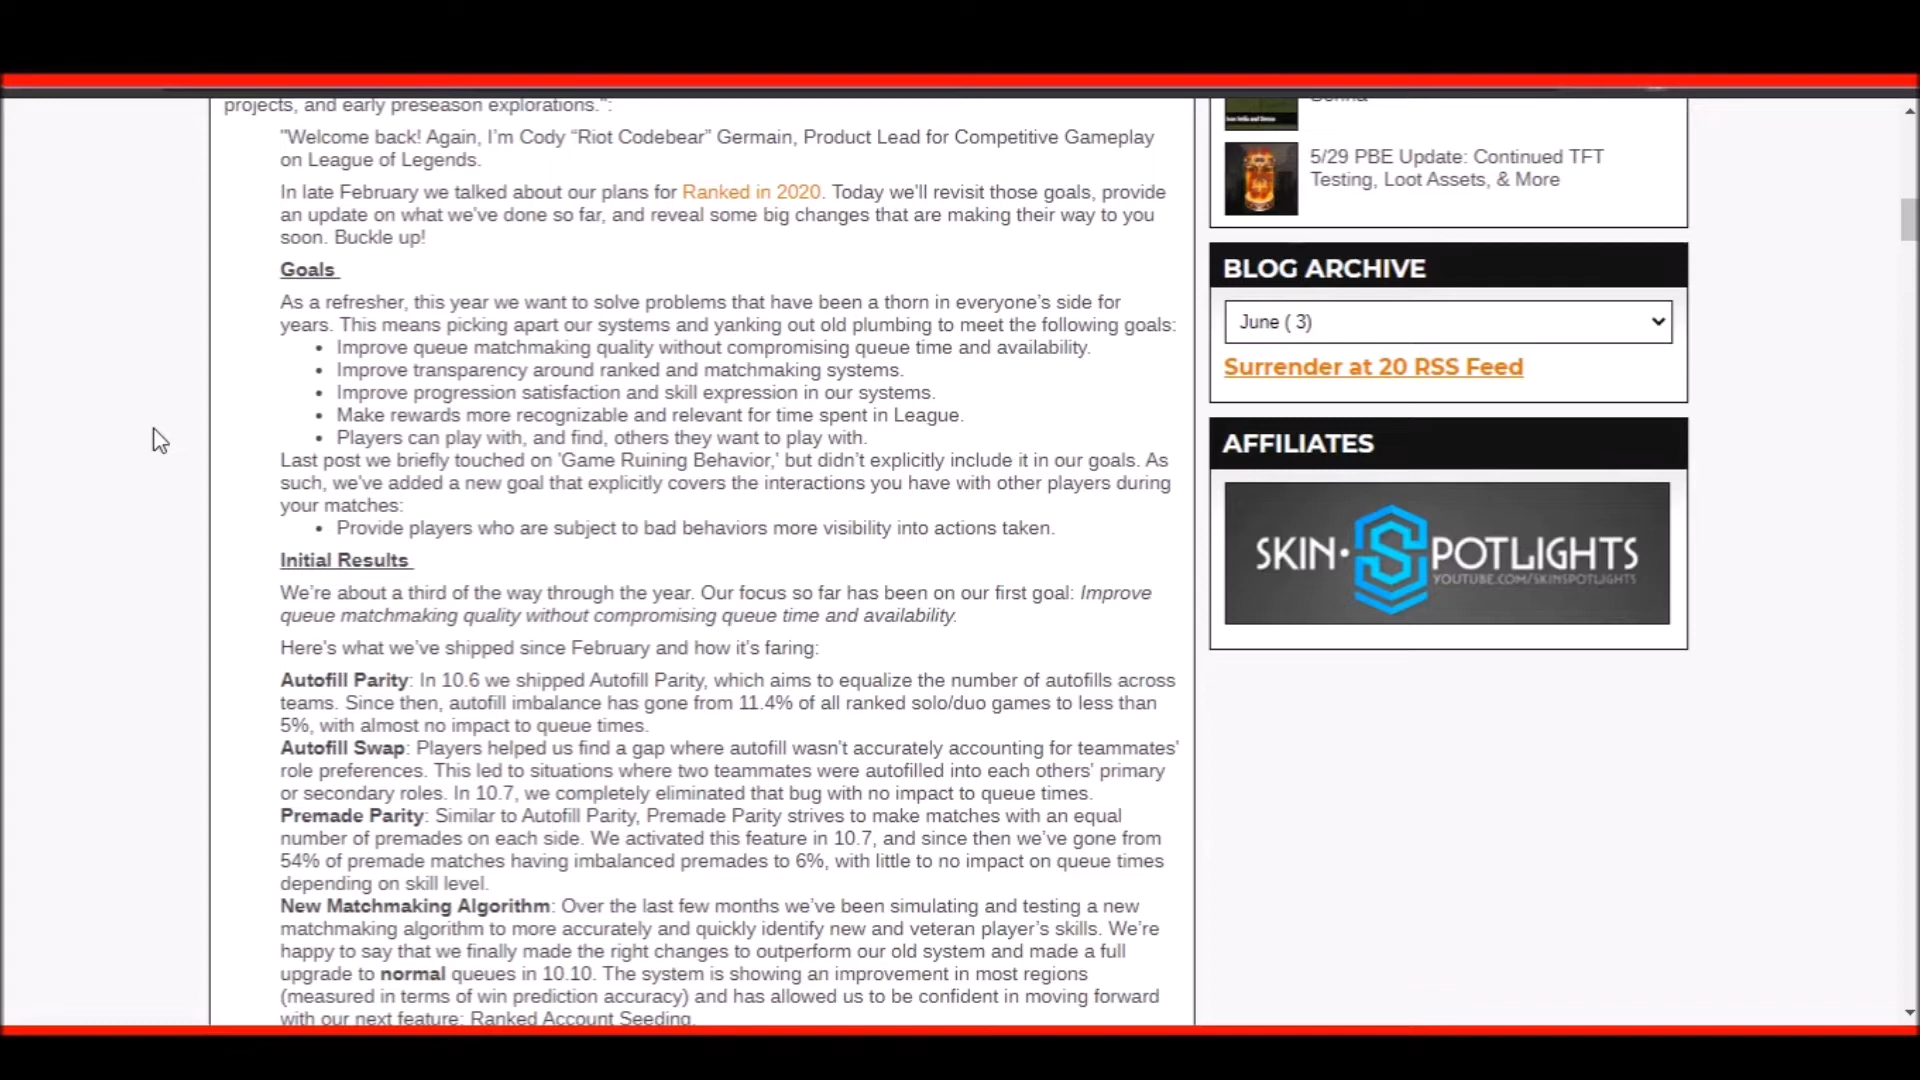 projects, and early preseason explorations.":
"Welcome back! Again, I’m Cody “Riot Codebear” Germain, Product Lead for Competitive Gameplay
on League of Legends.
In late February we talked about our plans for Ranked in 2020. Today we’ll revisit those goals, provide
an update on what we’ve done so far, and reveal some big changes that are making their way to you
soon. Buckle up!
Goals
As a refresher, this year we want to solve problems that have been a thorn in everyone’s side for
years. This means picking apart our systems and yanking out old plumbing to meet the following goals:
• Improve queue matchmaking quality without compromising queue time and availability.
• Improve transparency around ranked and matchmaking systems.
• Improve progression satisfaction and skill expression in our systems.
• Make rewards more recognizable and relevant for time spent in League.
• Players can play with, and find, others they want to play with.
Last post we briefly touched on 'Game Ruining Behavior,' but didn’t explicitly include it in our goals. As
such, we’ve added a new goal that explicitly covers the interactions you have with other players during
your matches:
• Provide players who are subject to bad behaviors more visibility into actions taken.
Initial Results
We’re about a third of the way through the year. Our focus so far has been on our first goal: Improve
queue matchmaking quality without compromising queue time and availability.
Here’s what we’ve shipped since February and how it’s faring:
Autofill Parity: In 10.6 we shipped Autofill Parity, which aims to equalize the number of autofills across
teams. Since then, autofill imbalance has gone from 11.4% of all ranked solo/duo games to less than
5%, with almost no impact to queue times.
Autofill Swap: Players helped us find a gap where autofill wasn’t accurately accounting for teammates’
role preferences. This led to situations where two teammates were autofilled into each others’ primary
or secondary roles. In 10.7, we completely eliminated that bug with no impact to queue times.
Premade Parity: Similar to Autofill Parity, Premade Parity strives to make matches with an equal
number of premades on each side. We activated this feature in 10.7, and since then we’ve gone from
54% of premade matches having imbalanced premades to 6%, with little to no impact on queue times
depending on skill level.
New Matchmaking Algorithm: Over the last few months we’ve been simulating and testing a new
matchmaking algorithm to more accurately and quickly identify new and veteran player’s skills. We’re
happy to say that we finally made the right changes to outperform our old system and made a full
upgrade to normal queues in 10.10. The system is showing an improvement in most regions
(measured in terms of win prediction accuracy) and has allowed us to be confident in moving forward
with our next feature: Ranked Account Seeding.
Senna
5/29 PBE Update: Continued TFT
Testing, Loot Assets, & More
BLOG ARCHIVE
June ( 3)
Surrender at 20 RSS Feed
AFFILIATES
SKIN•SPOTLIGHTS
YOUTUBE.COM/SKINSPOTLIGHTS